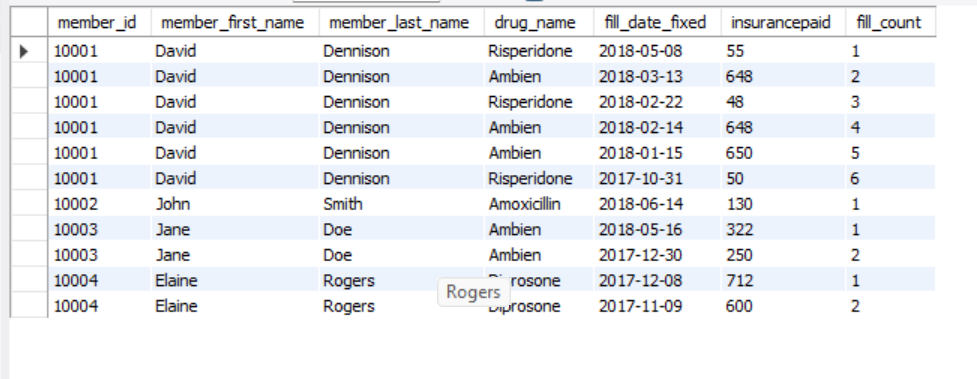 member_id member_first_name member_last_name drug_name fill_date_fixed insurancepaid fill_count
10001 David Dennison Risperidone 2018-05-08 55 1
10001 David Dennison Ambien 2018-03-13 648 2
10001 David Dennison Risperidone 2018-02-22 48 3
10001 David Dennison Ambien 2018-02-14 648 4
10001 David Dennison Ambien 2018-01-15 650 5
10001 David Dennison Risperidone 2017-10-31 50 6
10002 John Smith Amoxicillin 2018-06-14 130 1
10003 Jane Doe Ambien 2018-05-16 322 1
10003 Jane Doe Ambien 2017-12-30 250 2
10004 Elaine Rogers Diprosone 2017-12-08 712 1
Rogers
10004 Elaine Rogers Diprosone 2017-11-09 600 2